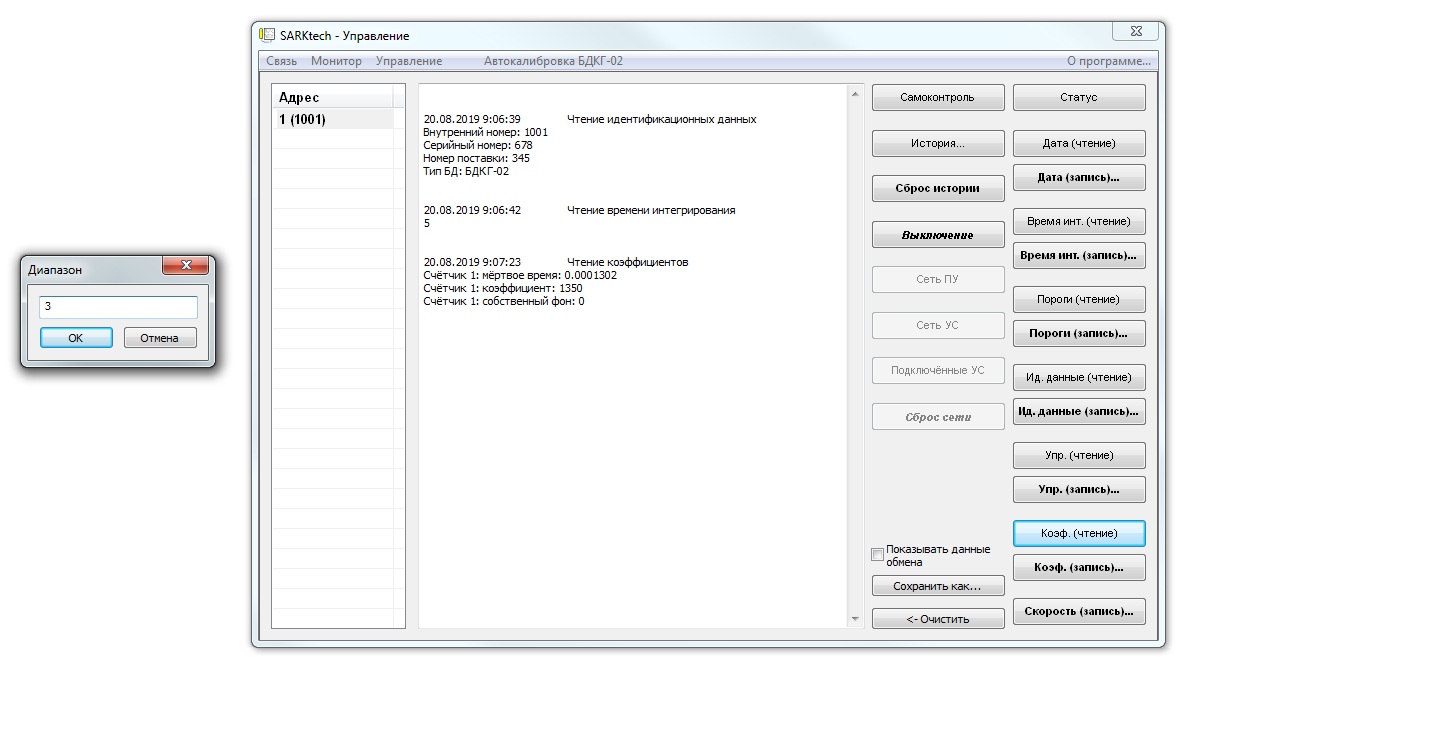 SARKtech - Управление
Связь Монитор Управление Автокалибровка БДКГ-02 О программе...
Адрес
1 (1001)
20.08.2019 9:06:39 Чтение идентификационных данных
Внутренний номер: 1001
Серийный номер: 678
Номер поставки: 345
Тип БД: БДКГ-02
20.08.2019 9:06:42 Чтение времени интегрирования
5
20.08.2019 9:07:23 Чтение коэффициентов
Счётчик 1: мёртвое время: 0.0001302
Счётчик 1: коэффициент: 1350
Счётчик 1: собственный фон: 0
Самоконтроль
История...
Сброс истории
Выключение
Сеть ПУ
Сеть УС
Подключённые УС
Сброс сети
Показывать данные
обмена
Сохранить как...
<- Очистить
Статус
Дата (чтение)
Дата (запись)...
Время инт. (чтение)
Время инт. (запись)...
Пороги (чтение)
Пороги (запись)...
Ид. данные (чтение)
Ид. данные (запись)...
Упр. (чтение)
Упр. (запись)...
Коэф. (чтение)
Коэф. (запись)...
Скорость (запись)...
Диапазон
3
ОК Отмена